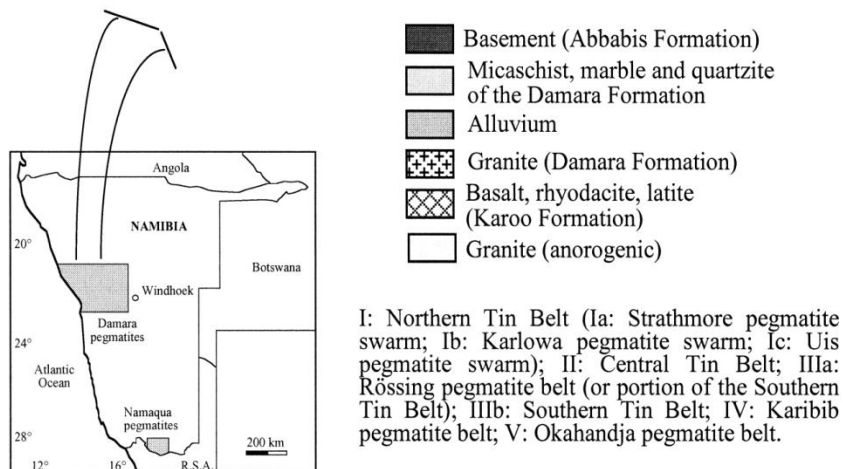 Angola
NAMIBIA
20°
Botswana
Windhoek
Damara
pegmatites
24°
Atlantic
Ocean
Namaqua
pegmatites
28°
200 km
12°
16°
R.S.A.
Basement (Abbabis Formation)
Micaschist, marble and quartzite
of the Damara Formation
Alluvium
Granite (Damara Formation)
Basalt, rhyodacite, latite
(Karoo Formation)
Granite (anorogenic)
I: Northern Tin Belt (Ia: Strathmore pegmatite
swarm; Ib: Karlowa pegmatite swarm; Ic: Uis
pegmatite swarm); II: Central Tin Belt; IIIa:
Rössing pegmatite belt (or portion of the Southern
Tin Belt); IIIb: Southern Tin Belt; IV: Karibib
pegmatite belt; V: Okahandja pegmatite belt.